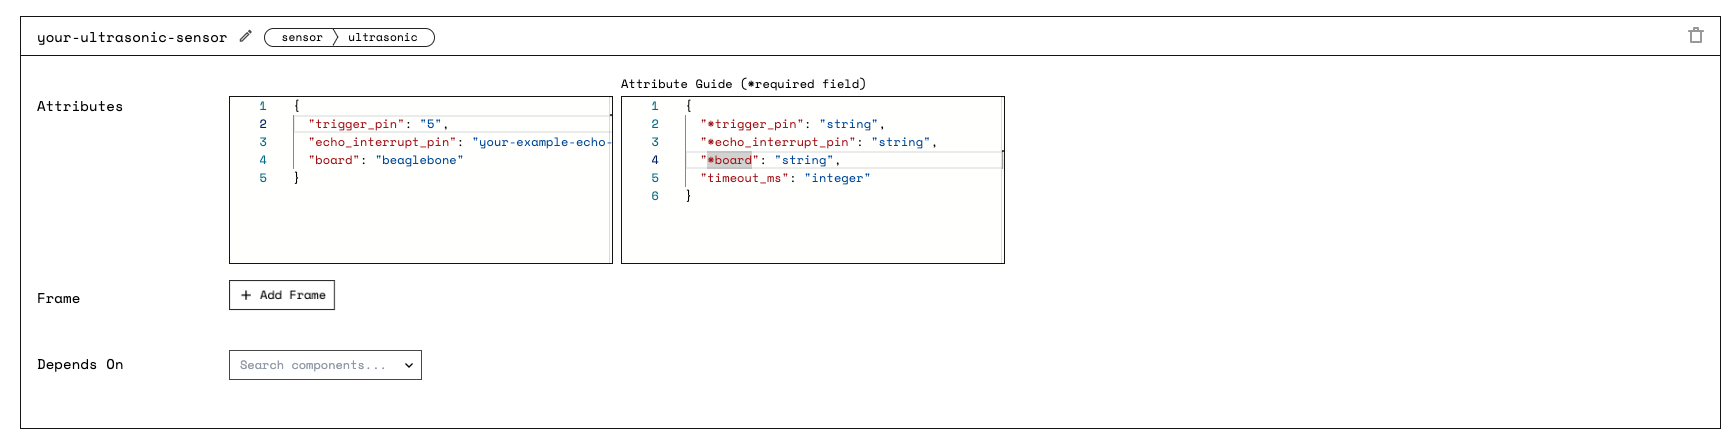 your-ultrasonic-sensor sensor ultrasonic
Attribute Guide (*required field)
Attributes
1 {
2 "trigger_pin": "5",
3 "echo_interrupt_pin": "your-example-echo-
4 "board": "beaglebone"
5 }
1 {
2 "*trigger_pin": "string",
3 "*echo_interrupt_pin": "string",
4 "*board": "string",
5 "timeout_ms": "integer"
6 }
Frame
+ Add Frame
Depends On
Search components...